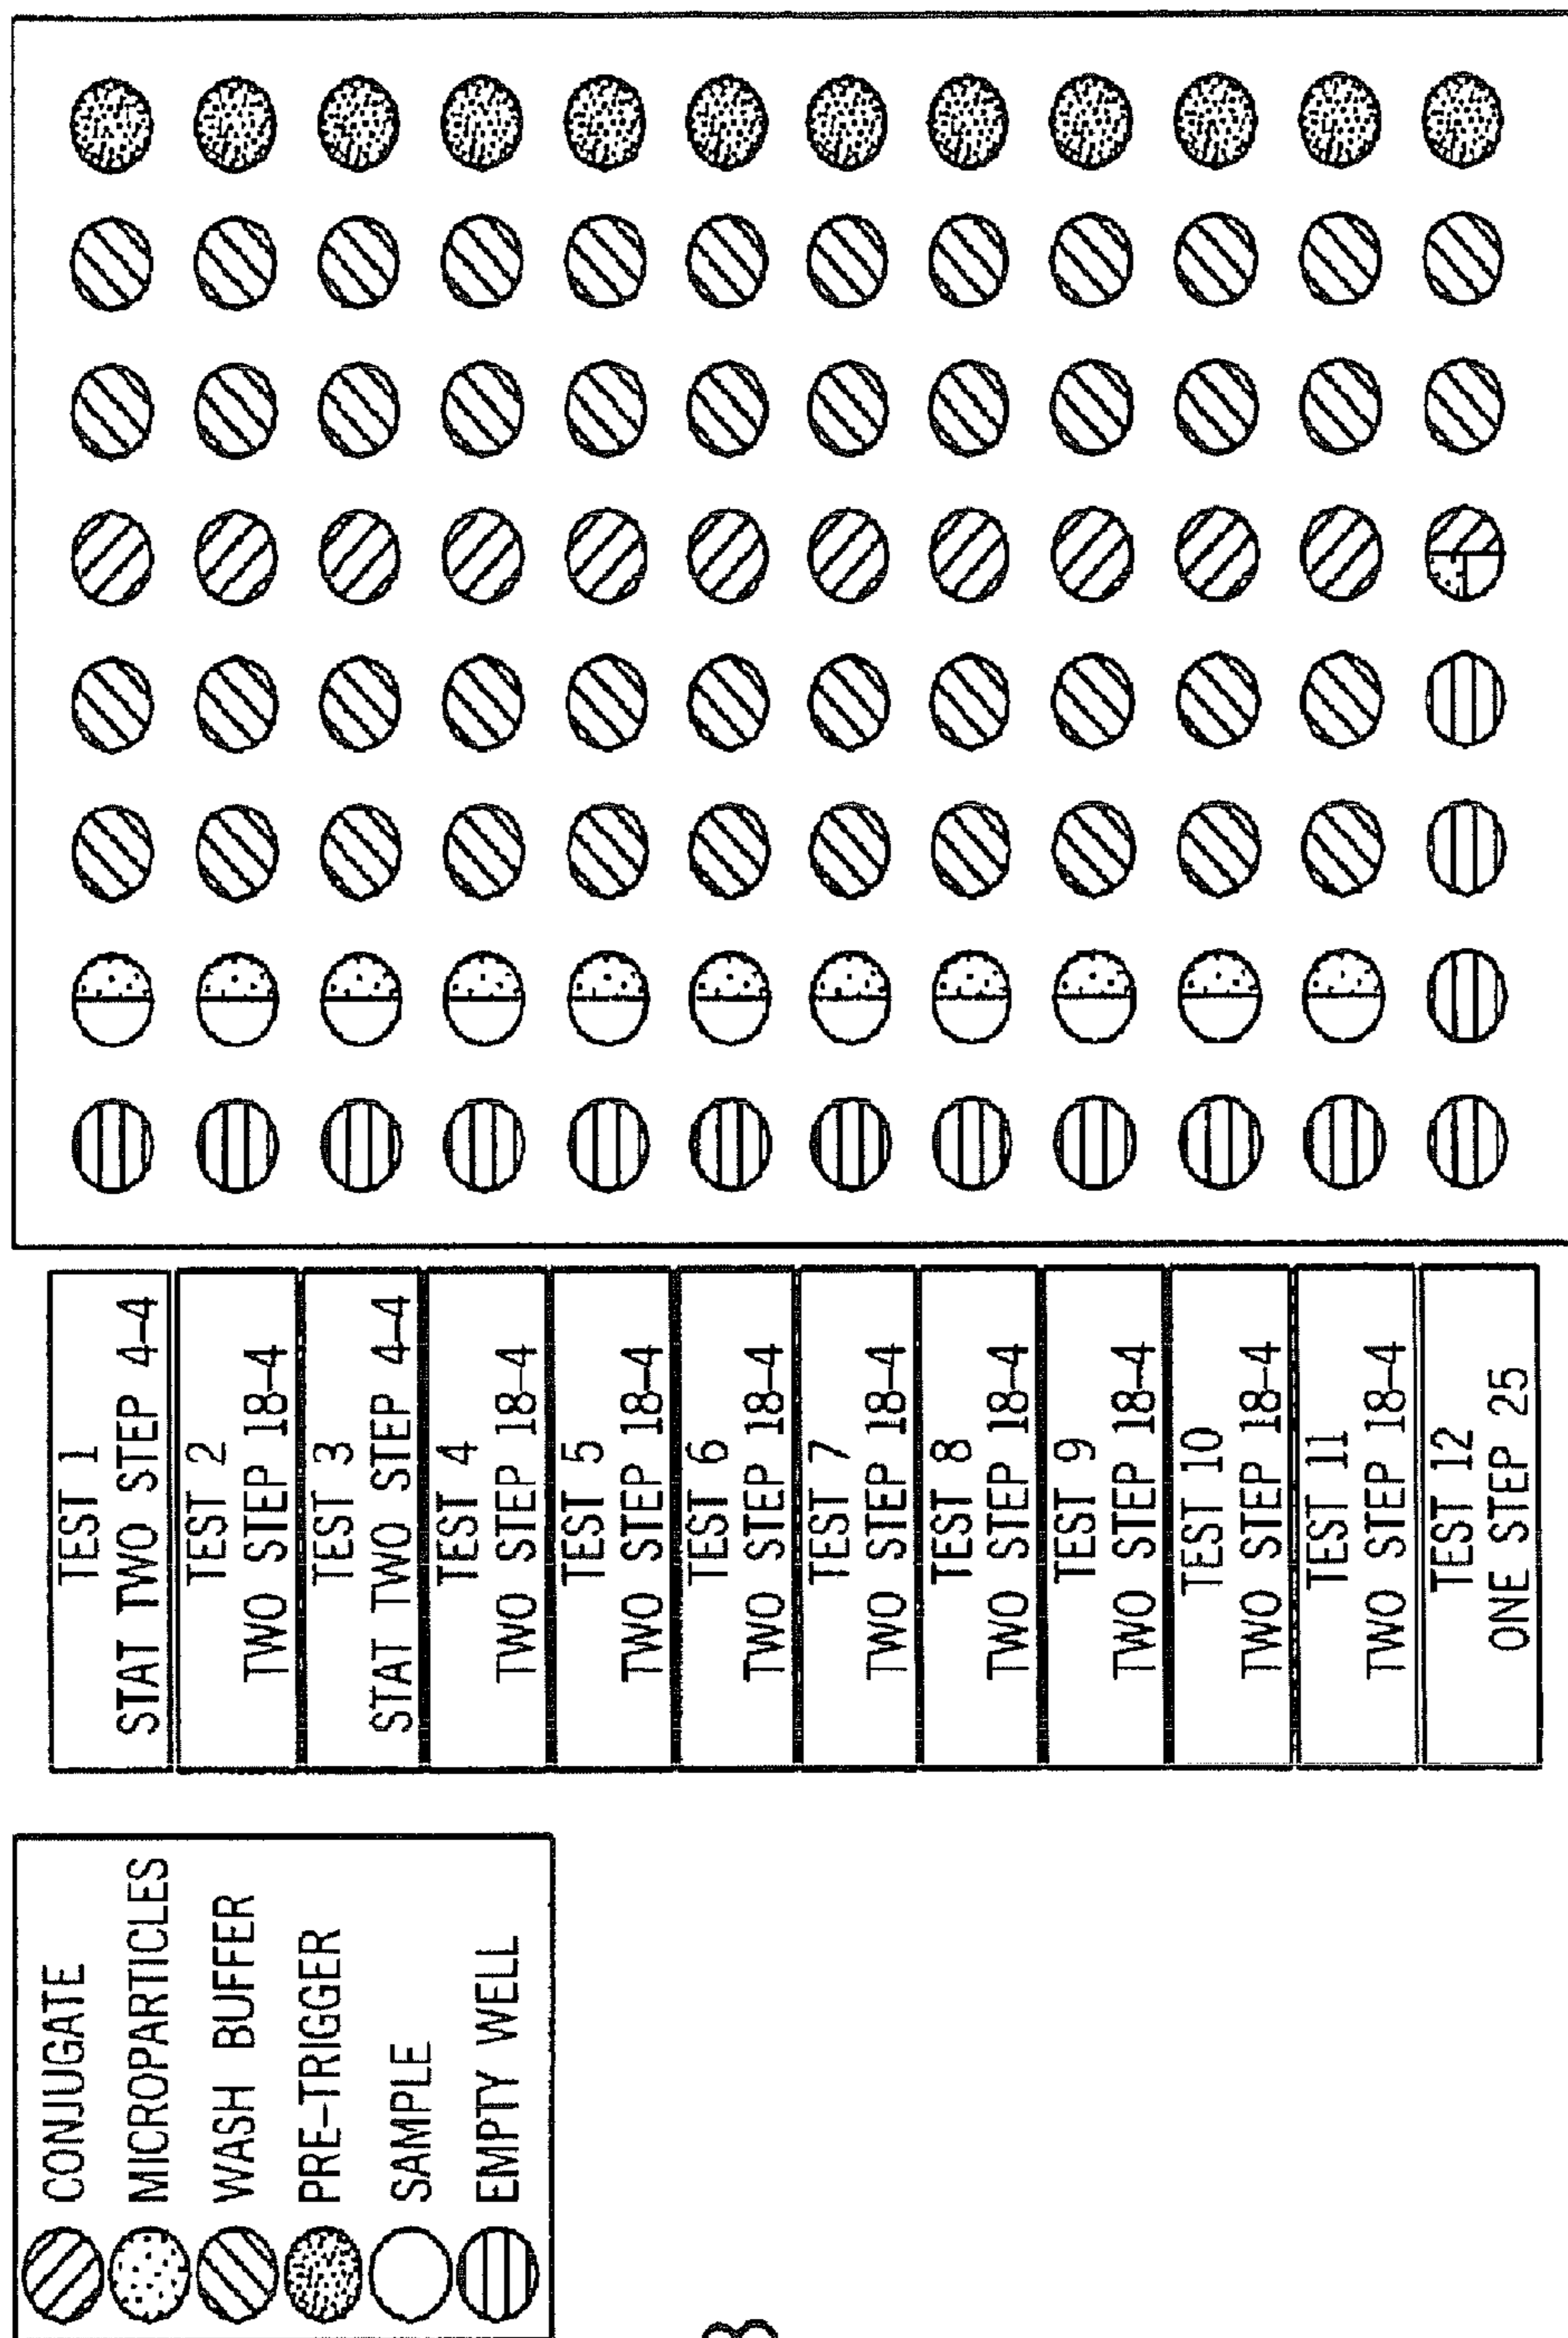 CONJUGATE
MICROPARTICLES
WASH BUFFER
PRE-TRIGGER
SAMPLE
EMPTY WELL
TEST 1
STAT TWO STEP 4-4
TEST 2
TWO STEP 18-4
TEST 3
STAT TWO STEP 4-4
TEST 4
TWO STEP 18-4
TEST 5
TWO STEP 18-4
TEST 6
TWO STEP 18-4
TEST 7
TWO STEP 18-4
TEST 8
TWO STEP 18-4
TEST 9
TWO STEP 18-4
TEST 10
TWO STEP 18-4
TEST 11
TWO STEP 18-4
TEST 12
ONE STEP 25